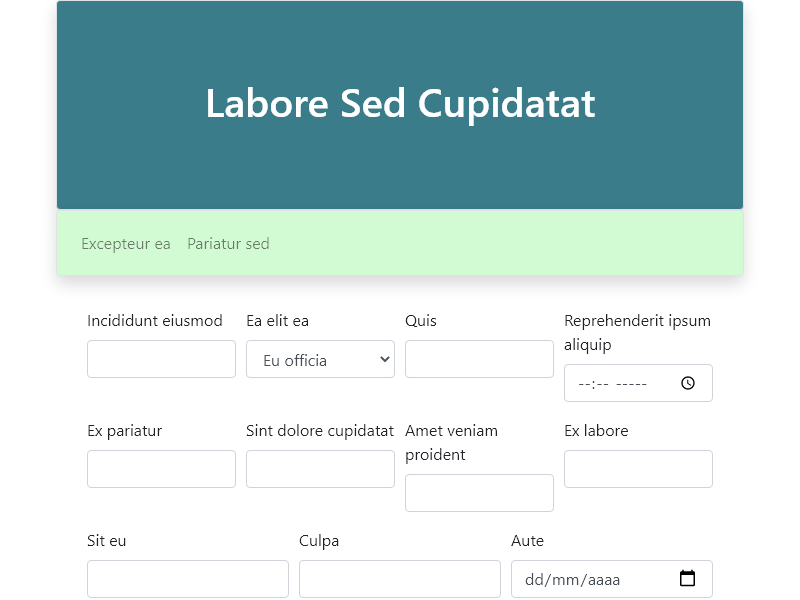 Labore Sed Cupidatat
Excepteur ea Pariatur sed
Incididunt eiusmod Ea elit ea Quis Reprehenderit ipsum
aliquip
Eu officia
--:-- -----
Ex pariatur Sint dolore cupidatat Amet veniam Ex labore
proident
Sit eu Culpa Aute
dd/mm/aaaa